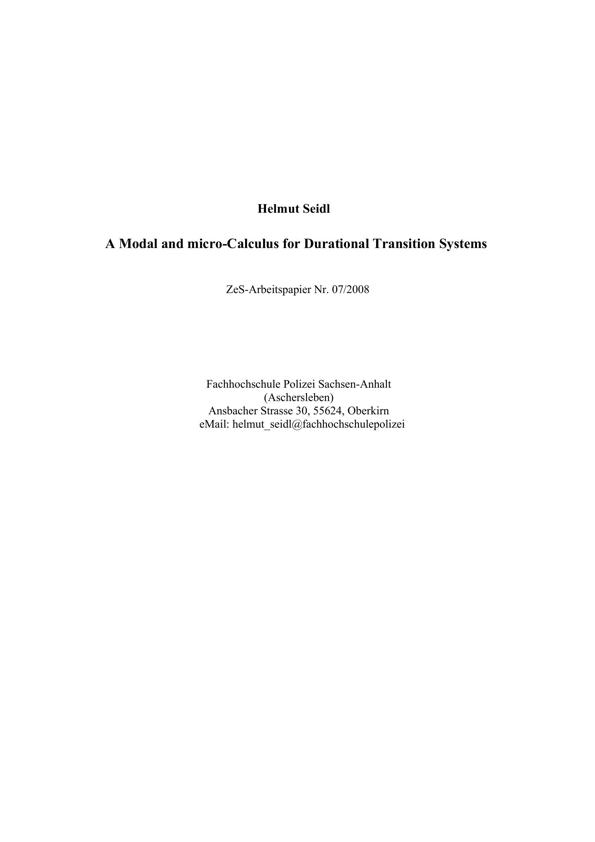 Helmut Seidl
A Modal and micro-Calculus for Durational Transition Systems
ZeS-Arbeitspapier Nr. 07/2008
Fachhochschule Polizei Sachsen-Anhalt
(Aschersleben)
Ansbacher Strasse 30, 55624, Oberkirn
eMail: helmut_seidl@fachhochschulepolizei